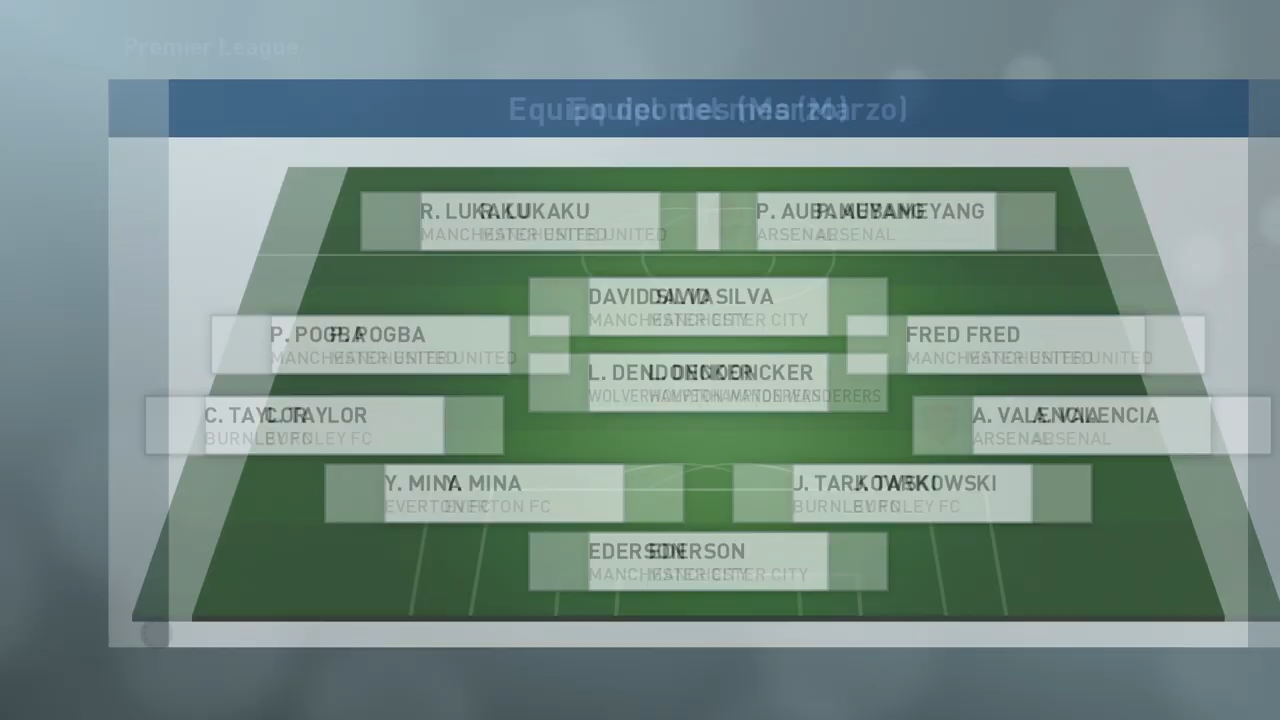 Premier League
Equipo del mes (Marzo)
R. LUKAKU
MANCHESTER UNITED
P. AUBAMEYANG
ARSENAL
DAVID SILVA
MANCHESTER CITY
P. POGBA
MANCHESTER UNITED
FRED
MANCHESTER UNITED
L. DENDONCKER
WOLVERHAMPTON WANDERERS
C. TAYLOR
BURNLEY FC
A. VALENCIA
ARSENAL
Y. MINA
EVERTON FC
J. TARKOWSKI
BURNLEY FC
EDERSON
MANCHESTER CITY